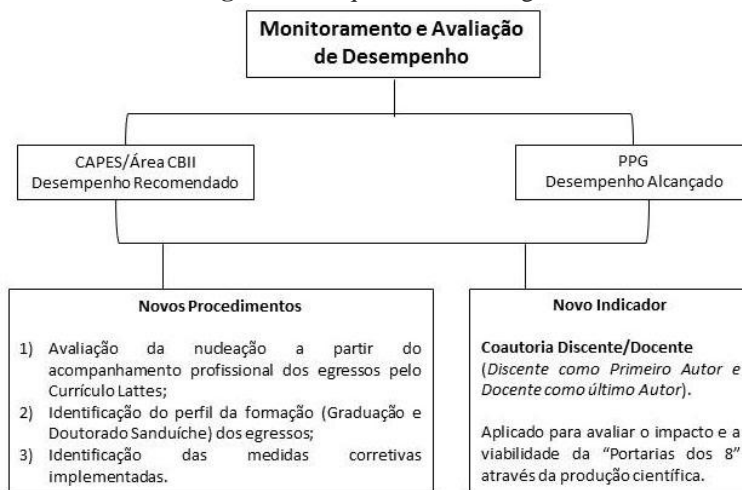 Monitoramento e Avaliação
de Desempenho
CAPES/Área CBII
Desempenho Recomendado
PPG
Desempenho Alcançado
Novos Procedimentos
1) Avaliação da nucleação a partir do
acompanhamento profissional dos egressos pelo
Currículo Lattes;
2) Identificação do perfil da formação (Graduação e
Doutorado Sanduíche) dos egressos;
3) Identificação das medidas corretivas
implementadas.
Novo Indicador
Coautoria Discente/Docente
(Discente como Primeiro Autor e
Docente como último Autor).
Aplicado para avaliar o impacto e a
viabilidade da “Portarias dos 8”
através da produção científica.